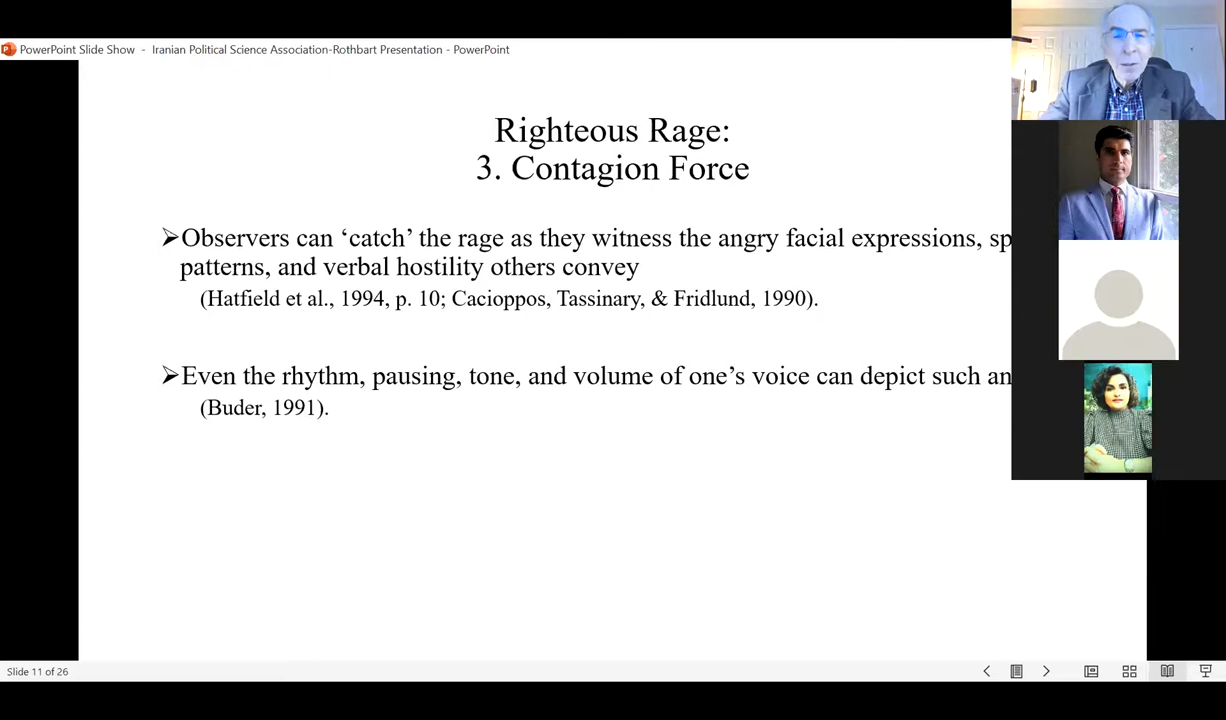 PowerPoint Slide Show - Iranian Political Science Association-Rothbart Presentation - PowerPoint
Righteous Rage:
3. Contagion Force
➢Observers can ‘catch’ the rage as they witness the angry facial expressions, sp
patterns, and verbal hostility others convey
(Hatfield et al., 1994, p. 10; Cacioppos, Tassinary, & Fridlund, 1990).
➢Even the rhythm, pausing, tone, and volume of one’s voice can depict such an
(Buder, 1991).
Slide 11 of 26